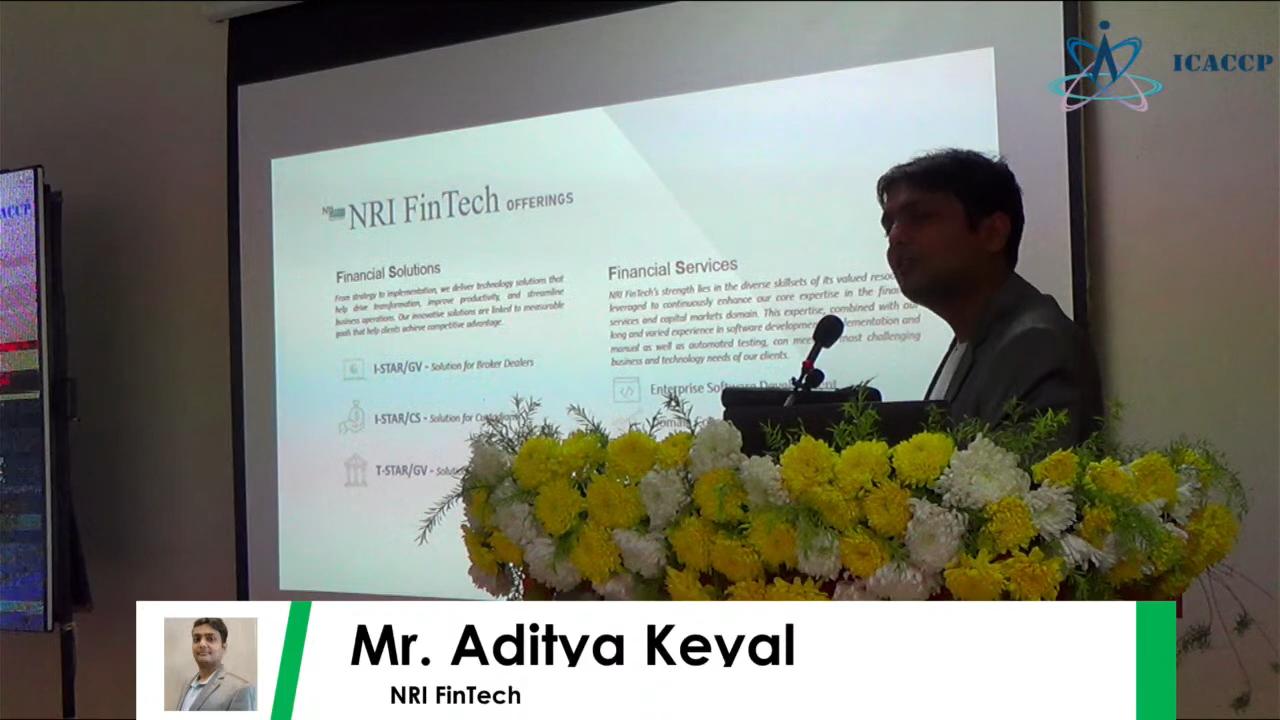 ICACCP
ACCP
NRI FinTech OFFERINGS
Financial Solutions
From strategy to implementation, we deliver technology solutions that
help drive transformation, improve productivity, and streamline
business operations. Our innovative solutions are linked to measurable
goals that help clients achieve competitive advantage.
I-STAR/GV - Solution for Broker Dealers
I-STAR/CS - Solution for
T-STAR/GV -
Financial Services
NRI FinTech's strength lies in the diverse skillsets of its valued
leveraged to continuously enhance our core expertise in the
services and capital markets domain. This expertise, combined with
long and varied experience in software
manual as well as automated testing, can most challenging
business and technology needs of our clients.
Enterprise Software Development
Mr. Aditya Keyal
NRI FinTech